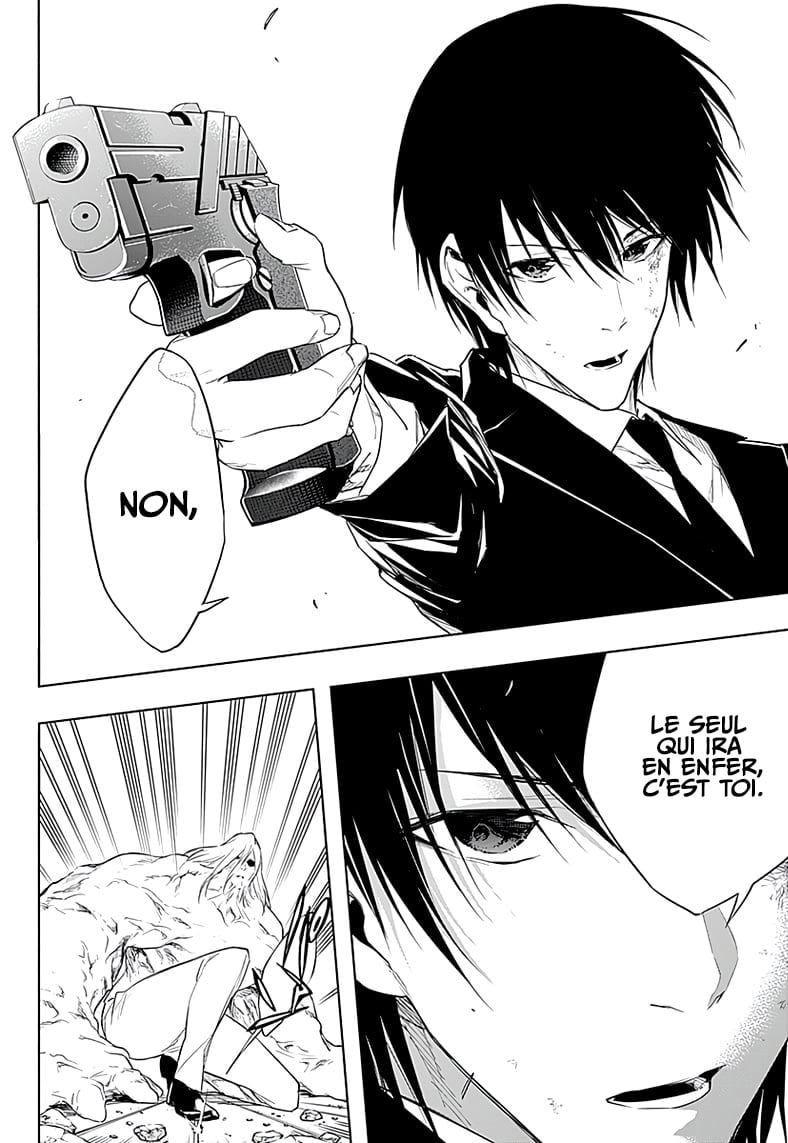 NON,
LE SEUL
QUI IRA
EN ENFER,
C'EST TOI.